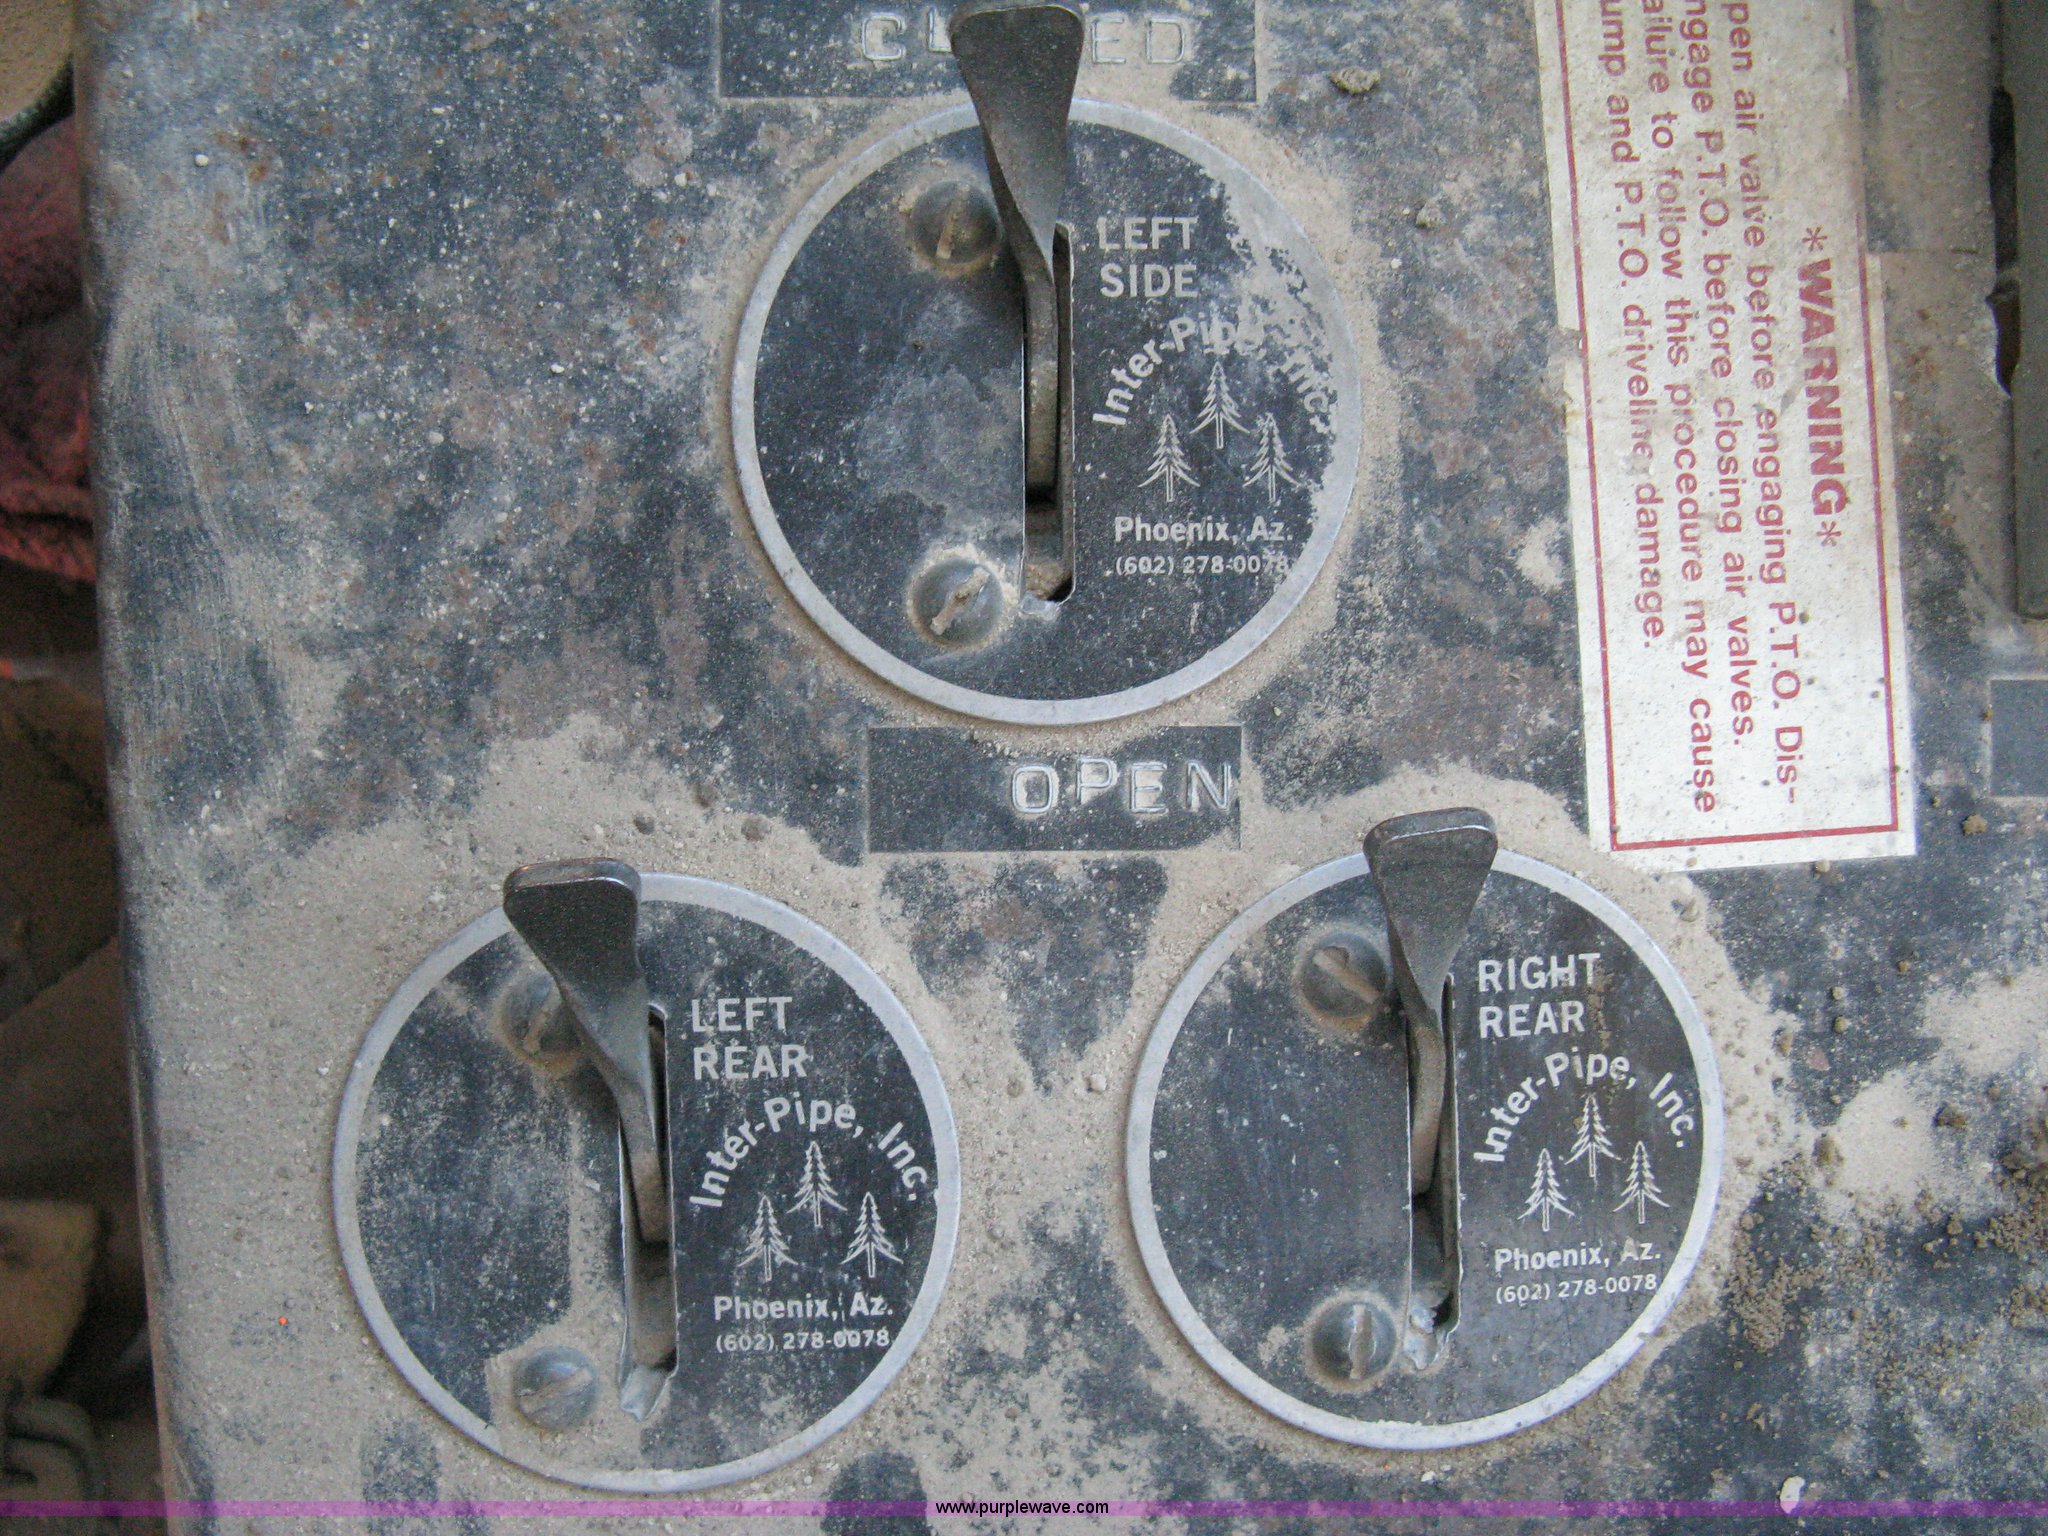 LEFT
SIDE
Inter-Pipe, Inc.
Phoenix, Az.
(602) 278-0078
*WARNING*
pen air valve before engaging P.T.O. Dis-
ngage P.T.O. before closing air valves.
ailure to follow this procedure may cause
ump and P.T.O. driveline damage.
OPEN
LEFT
REAR
Inter-Pipe, Inc.
Phoenix, Az.
(602) 278-0078
RIGHT
REAR
Inter-Pipe, Inc.
Phoenix, Az.
(602) 278-0078
www.purplewave.com